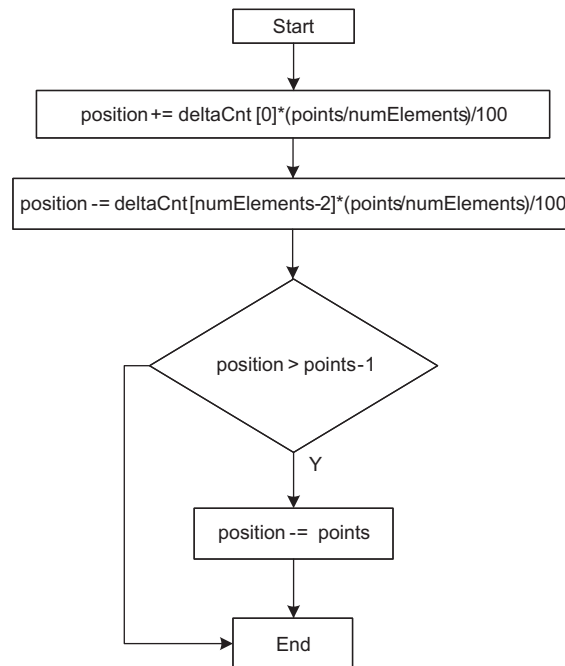 Start
position += deltaCnt [0]*(points/numElements)/100
position -= deltaCnt[numElements-2]*(points/numElements)/100
position > points-1
Y
position -= points
End